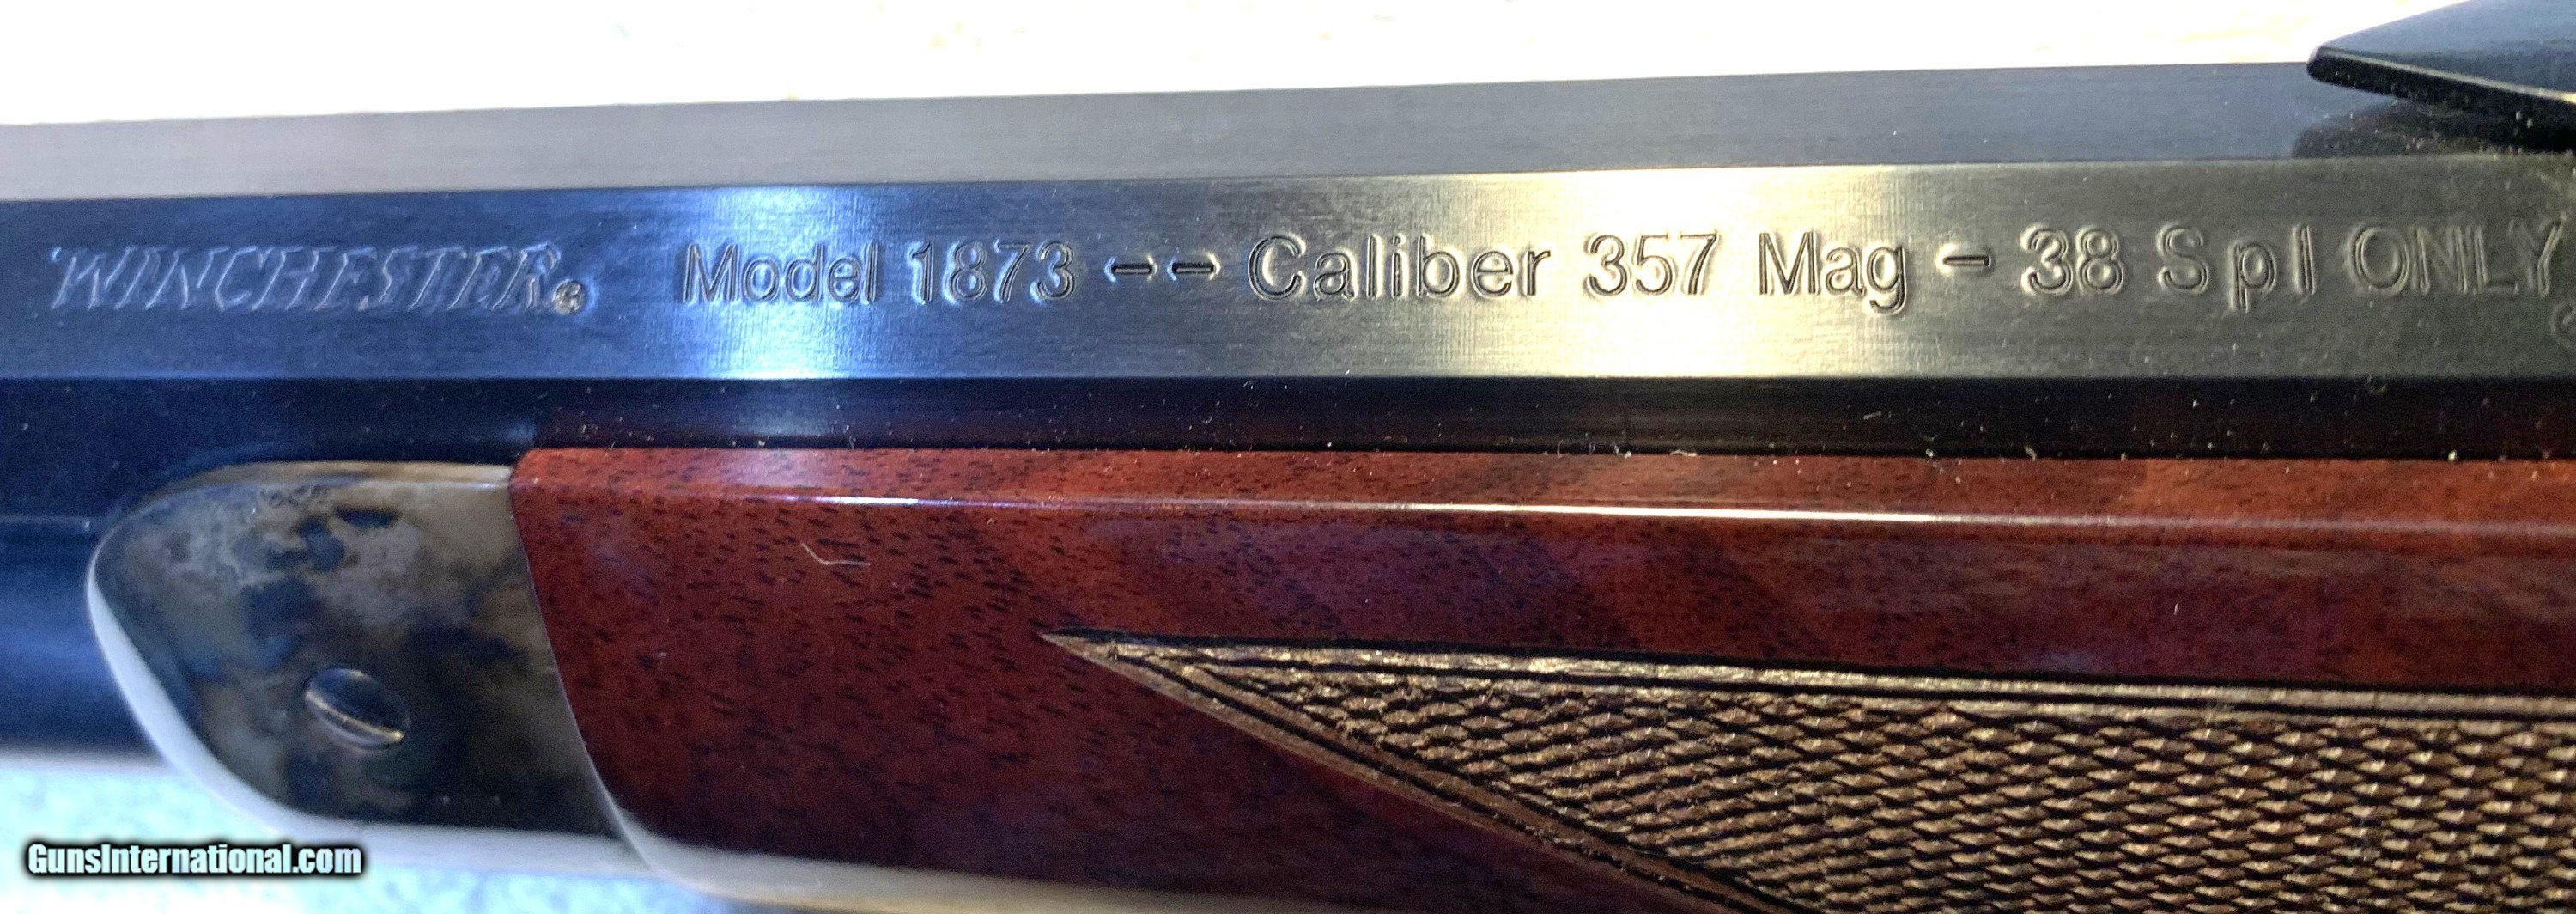 WINCHESTER® Model 1873 -- Caliber 357 Mag - 38 Spl ONLY
GunsInternational.com